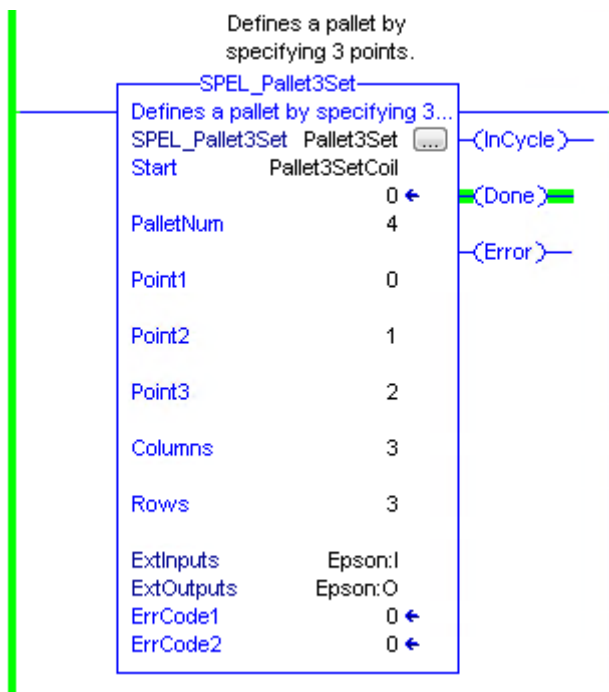 Defines a pallet by
specifying 3 points.
SPEL_Pallet3Set
Defines a pallet by specifying 3...
SPEL_Pallet3Set Pallet3Set ... (InCycle)
Start Pallet3SetCoil
0 (Done)
PalletNum 4
(Error)
Point1 0
Point2 1
Point3 2
Columns 3
Rows 3
ExtInputs Epson:I
ExtOutputs Epson:O
ErrCode1 0
ErrCode2 0